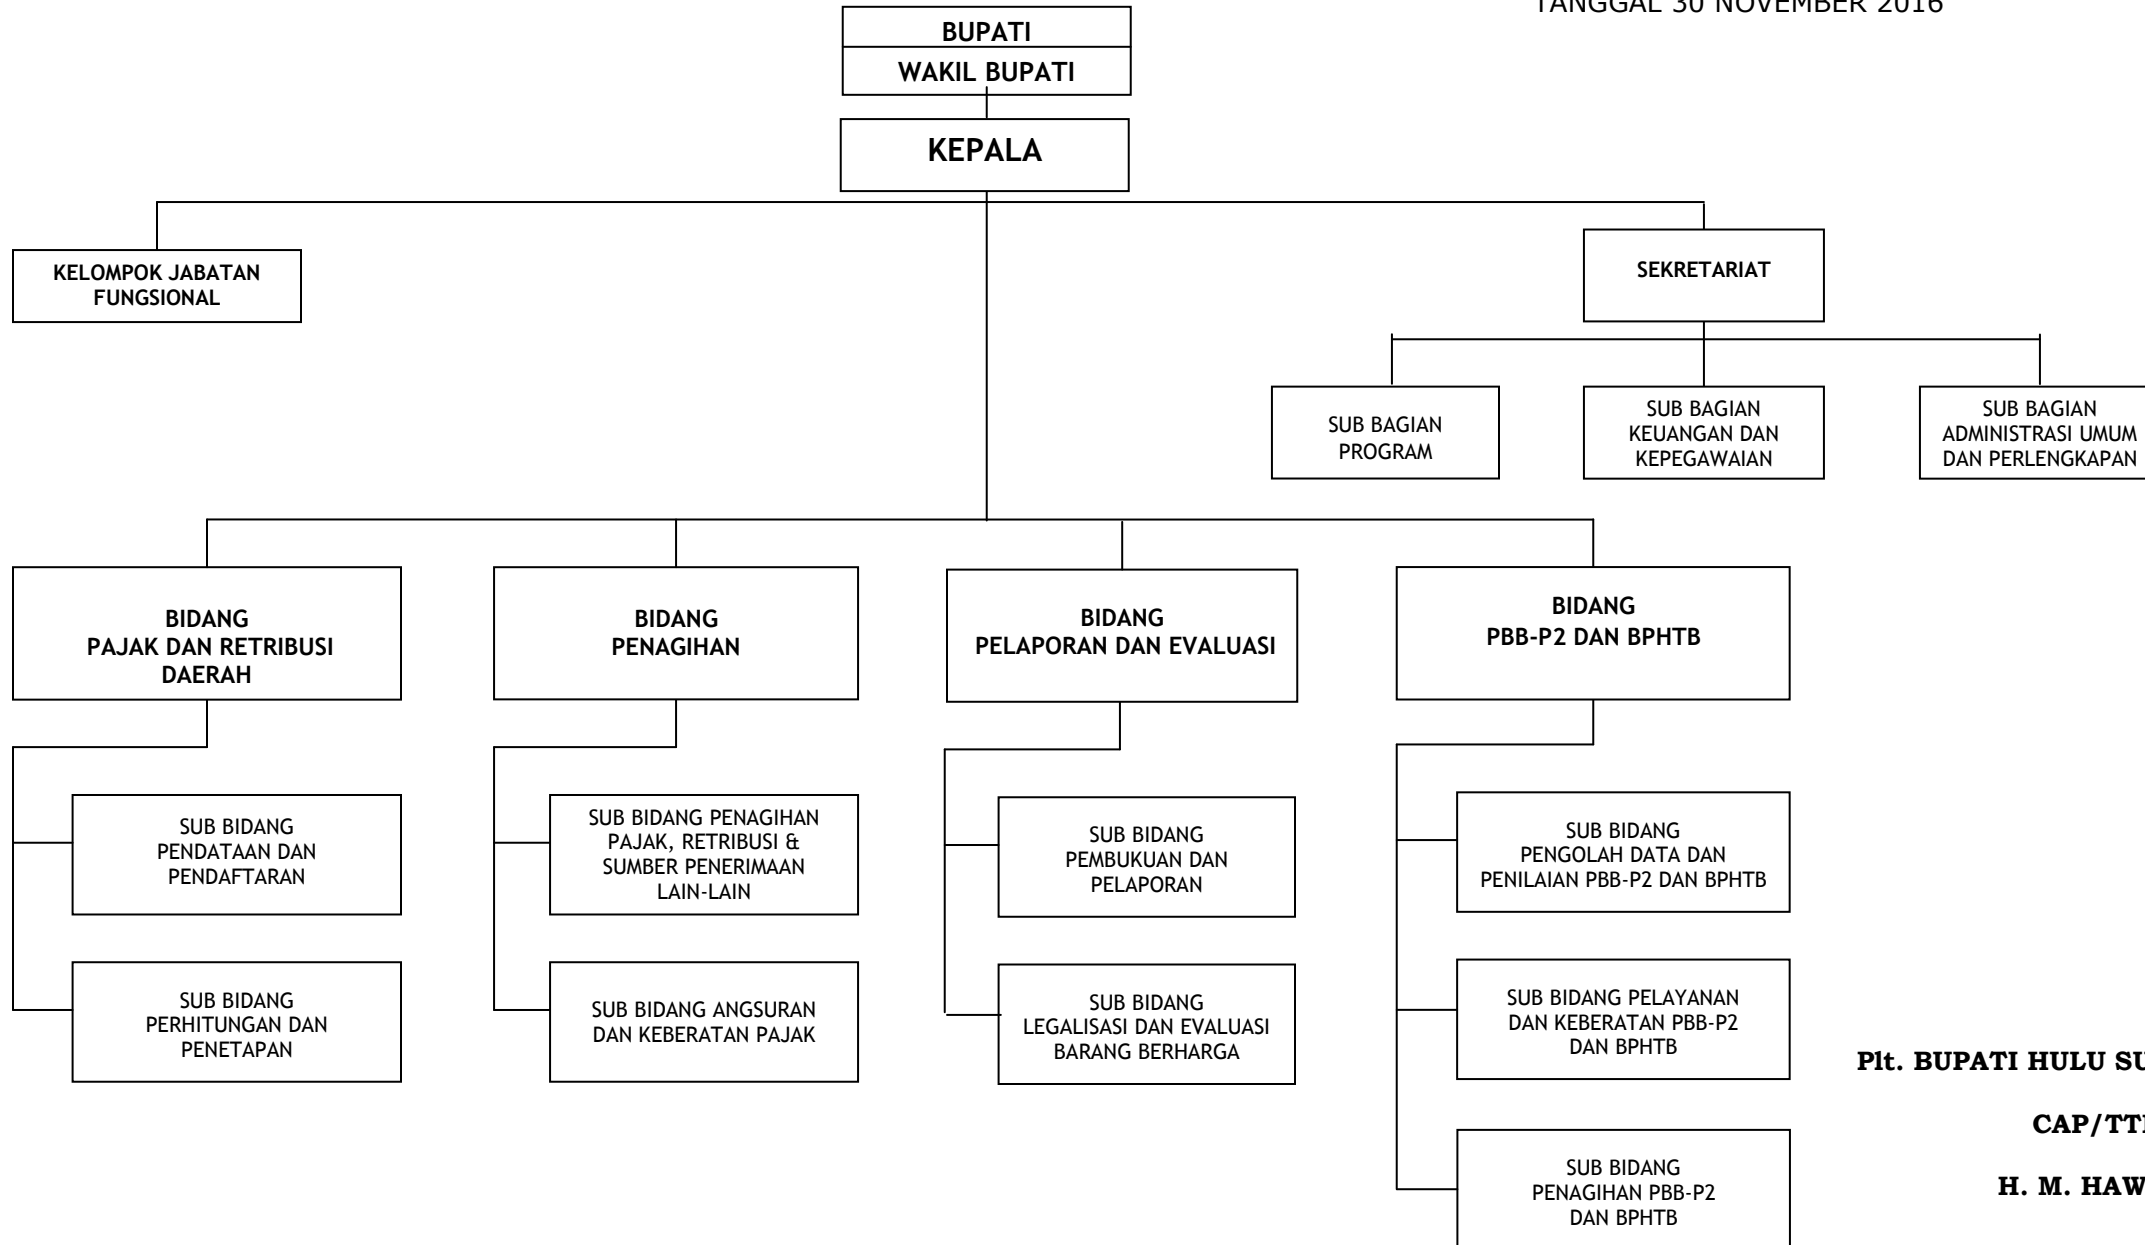 TANGGAL 30 NOVEMBER 2016
BUPATI
WAKIL BUPATI
KEPALA
KELOMPOK JABATAN
FUNGSIONAL
SEKRETARIAT
SUB BAGIAN
PROGRAM
SUB BAGIAN
KEUANGAN DAN
KEPEGAWAIAN
SUB BAGIAN
ADMINISTRASI UMUM
DAN PERLENGKAPAN
BIDANG
PAJAK DAN RETRIBUSI
DAERAH
BIDANG
PENAGIHAN
BIDANG
PELAPORAN DAN EVALUASI
BIDANG
PBB-P2 DAN BPHTB
SUB BIDANG
PENDATAAN DAN
PENDAFTARAN
SUB BIDANG PENAGIHAN
PAJAK, RETRIBUSI &
SUMBER PENERIMAAN
LAIN-LAIN
SUB BIDANG
PEMBUKUAN DAN
PELAPORAN
SUB BIDANG
PENGOLAH DATA DAN
PENILAIAN PBB-P2 DAN BPHTB
SUB BIDANG
PERHITUNGAN DAN
PENETAPAN
SUB BIDANG ANGSURAN
DAN KEBERATAN PAJAK
SUB BIDANG
LEGALISASI DAN EVALUASI
BARANG BERHARGA
SUB BIDANG PELAYANAN
DAN KEBERATAN PBB-P2
DAN BPHTB
SUB BIDANG
PENAGIHAN PBB-P2
DAN BPHTB
Plt. BUPATI HULU
CAP/TT
H. M. HAW